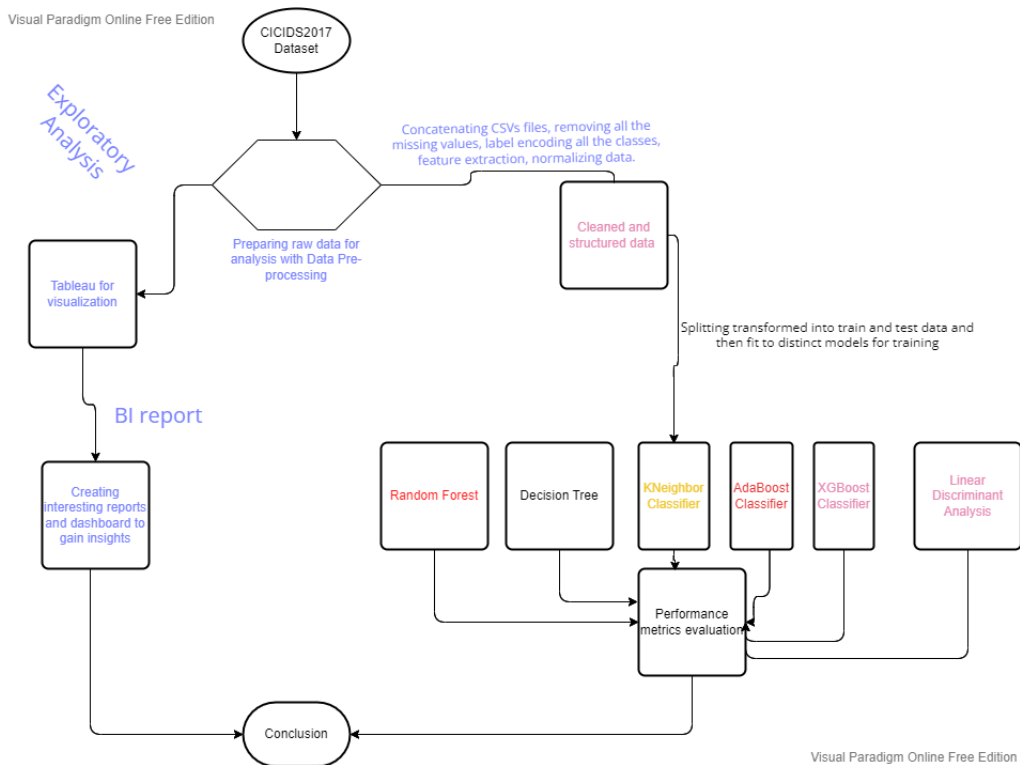 Visual Paradigm Online Free Edition
CICIDS2017
Dataset
Exploratory
Analysis
Concatenating CSVs files, removing all the
missing values, label encoding all the classes,
feature extraction, normalizing data.
Preparing raw data for
analysis with Data Pre-
processing
Cleaned and
structured data
Tableau for
visualization
Splitting transformed into train and test data and
then fit to distinct models for training
BI report
Creating
interesting reports
and dashboard to
gain insights
Random Forest
Decision Tree
KNeighbor
Classifier
AdaBoost
Classifier
XGBoost
Classifier
Linear
Discriminant
Analysis
Performance
metrics evaluation
Conclusion
Visual Paradigm Online Free Edition